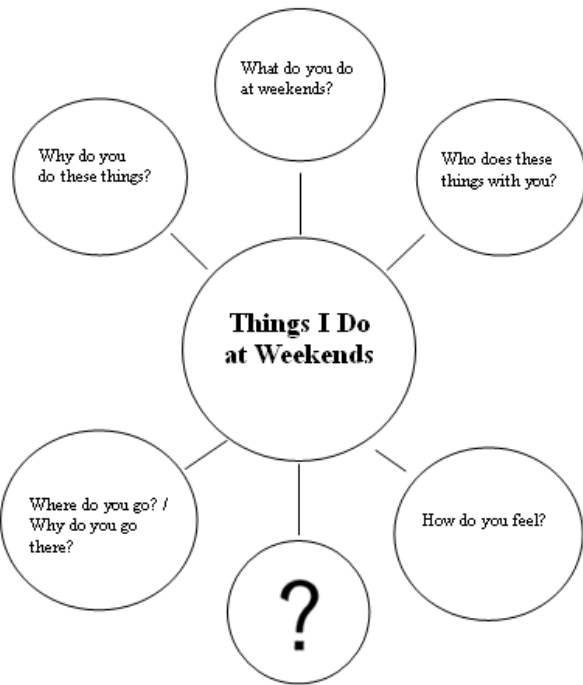 What do you do
at weekends?
Why do you
do these things?
Who does these
things with you?
Things I Do
at Weekends
Where do you go? /
Why do you go
there?
How do you feel?
?